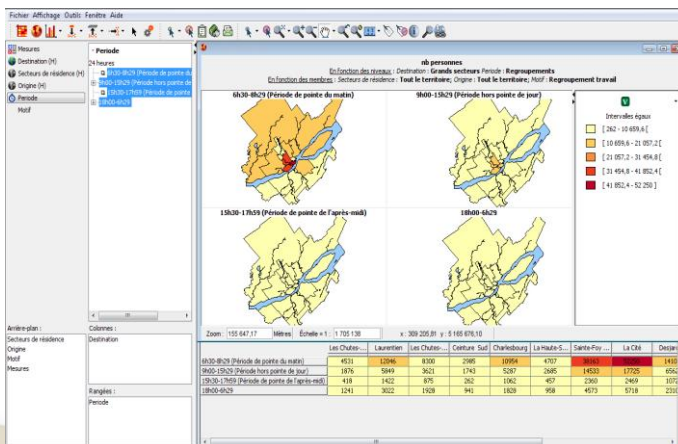 Fichier Affichage Outils Fenêtre Aide
Mesures
Destination (H)
Secteurs de résidence (H)
Origine (H)
Periode
Motif
- Periode
24 heures
6h30-8h29 (Période de pointe du
9h00-15h29 (Période hors pointe de
15h30-17h59 (Période de pointe
18h00-6h29
nb personnes
En fonction des niveaux : Destination : Grands secteurs Periode : Regroupements
En fonction des membres : Secteurs de résidence : Tout le territoire; Origine : Tout le territoire; Motif : Regroupement travail
6h30-8h29 (Période de pointe du matin)
9h00-15h29 (Période hors pointe de jour)
15h30-17h59 (Période de pointe de l'après-midi)
18h00-6h29
V
Intervalles égaux
[ 262 - 10 659,6 [
[ 10 659,6 - 21 057,2 [
[ 21 057,2 - 31 454,8 [
[ 31 454,8 - 41 852,4 [
[ 41 852,4 - 52 250 ]
Zoom : 155 647,17 Mètres Échelle = 1 : 1 705 138 x : 309 205,81 y : 5 165 676,10
Arrière-plan :
Secteurs de résidence
Origine
Motif
Mesures
Colonnes :
Destination
Rangées :
Periode
Les Chutes-... Laurentien Les Chutes-... Ceinture Sud Charlesbourg La Haute-S... Sainte-Foy ... La Cité Desjar
6h30-8h29 (Période de pointe du matin) 4531 12046 8300 2985 10954 4707 1410
9h00-15h29 (Période hors pointe de jour) 1876 5849 3621 1743 5287 2685 14533 17725 6562
15h30-17h59 (Période de pointe de l'après-midi) 418 1422 875 262 1062 457 2360 2469 1072
18h00-6h29 1241 3022 1928 941 1828 958 4573 5718 2310